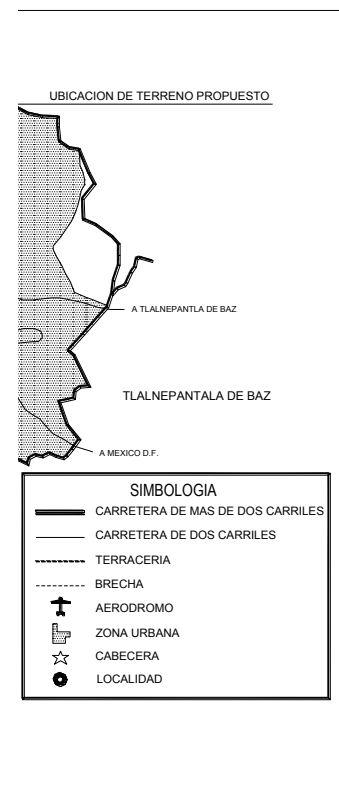 UBICACION DE TERRENO PROPUESTO
A TLALNEPANTLA DE BAZ
TLALNEPANTALA DE BAZ
A MEXICO D.F.
SIMBOLOGIA
CARRETERA DE MAS DE DOS CARRILES
CARRETERA DE DOS CARRILES
TERRACERIA
BRECHA
AERODROMO
ZONA URBANA
CABECERA
LOCALIDAD